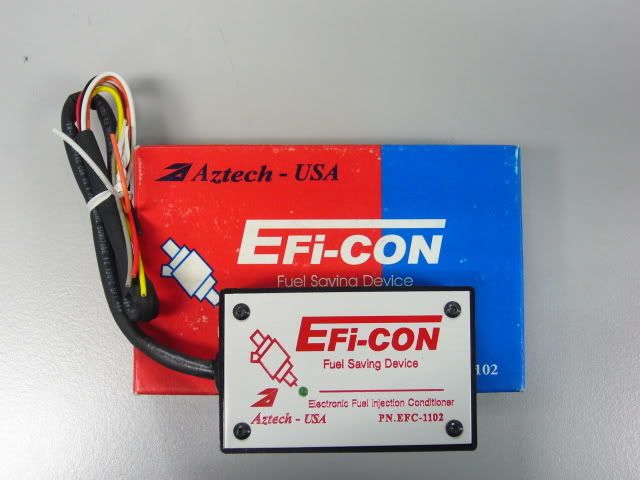 Aztech - USA
EFi-CON
Fuel Saving Device
102
EFi-CON
Fuel Saving Device
Electronic Fuel Injection Conditioner
Aztech - USA
PN.EFC-1102